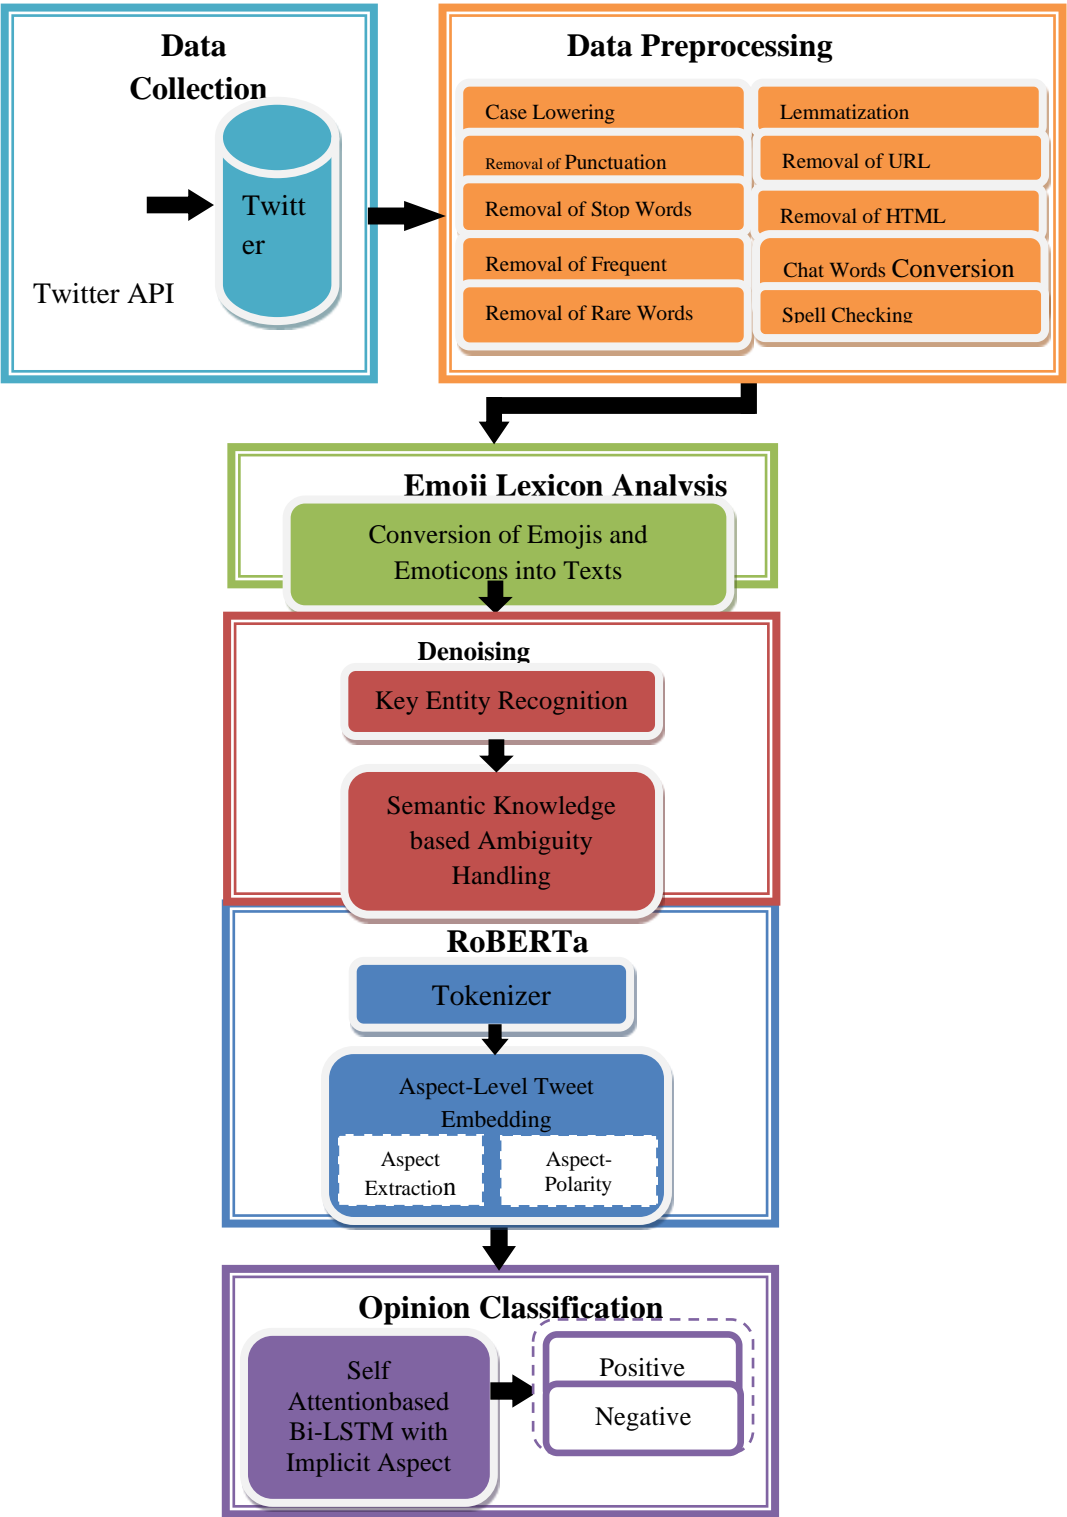 Data
Collection
Twitt
er
Twitter API
Data Preprocessing
Case Lowering
Removal of Punctuation
Removal of Stop Words
Removal of Frequent
Removal of Rare Words
Lemmatization
Removal of URL
Removal of HTML
Chat Words Conversion
Spell Checking
Emoji Lexicon Analysis
Conversion of Emojis and
Emoticons into Texts
Denoising
Key Entity Recognition
Semantic Knowledge
based Ambiguity
Handling
RoBERTa
Tokenizer
Aspect-Level Tweet
Embedding
Aspect
Extraction
Aspect-
Polarity
Opinion Classification
Self
Attentionbased
Bi-LSTM with
Implicit Aspect
Positive
Negative